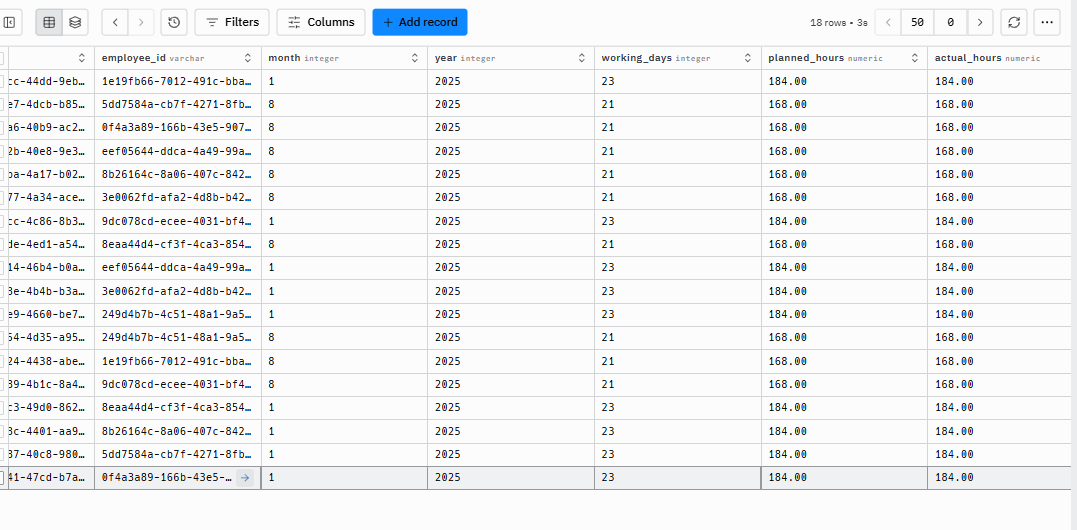 Filters Columns + Add record 18 rows • 3s 50 0
employee_id varchar month integer year integer working_days integer planned_hours numeric actual_hours numeric
cc-44dd-9eb… 1e19fb66-7012-491c-bba… 1 2025 23 184.00 184.00
e7-4dcb-b85… 5dd7584a-cb7f-4271-8fb… 8 2025 21 168.00 168.00
a6-40b9-ac2… 0f4a3a89-166b-43e5-907… 8 2025 21 168.00 168.00
2b-40e8-9e3… eef05644-ddca-4a49-99a… 8 2025 21 168.00 168.00
ba-4a17-b02… 8b26164c-8a06-407c-842… 8 2025 21 168.00 168.00
77-4a34-ace… 3e0062fd-afa2-4d8b-b42… 8 2025 21 168.00 168.00
cc-4c86-8b3… 9dc078cd-ecee-4031-bf4… 1 2025 23 184.00 184.00
de-4ed1-a54… 8eaa44d4-cf3f-4ca3-854… 8 2025 21 168.00 168.00
14-46b4-b0a… eef05644-ddca-4a49-99a… 1 2025 23 184.00 184.00
8e-4b4b-b3a… 3e0062fd-afa2-4d8b-b42… 1 2025 23 184.00 184.00
e9-4660-be7… 249d4b7b-4c51-48a1-9a5… 1 2025 23 184.00 184.00
64-4d35-a95… 249d4b7b-4c51-48a1-9a5… 8 2025 21 168.00 168.00
24-4438-abe… 1e19fb66-7012-491c-bba… 8 2025 21 168.00 168.00
39-4b1c-8a4… 9dc078cd-ecee-4031-bf4… 8 2025 21 168.00 168.00
c3-49d0-862… 8eaa44d4-cf3f-4ca3-854… 1 2025 23 184.00 184.00
3c-4401-aa9… 8b26164c-8a06-407c-842… 1 2025 23 184.00 184.00
37-40c8-980… 5dd7584a-cb7f-4271-8fb… 1 2025 23 184.00 184.00
41-47cd-b7a… 0f4a3a89-166b-43e5-… 1 2025 23 184.00 184.00